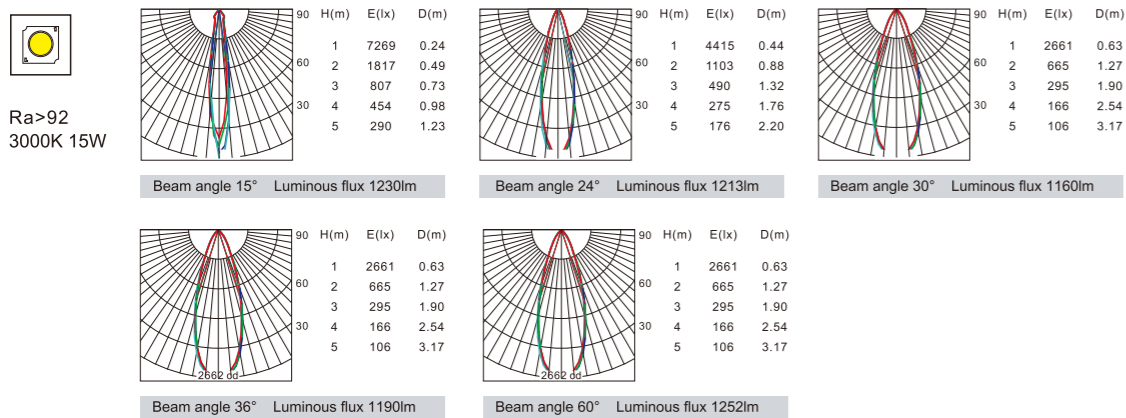 90 H(m) E(lx) D(m)
1 7269 0.24
2 1817 0.49
60
3 807 0.73
4 454 0.98
30
5 290 1.23
Beam angle 15° Luminous flux 1230lm
90 H(m) E(lx) D(m)
1 4415 0.44
2 1103 0.88
60
3 490 1.32
4 275 1.76
30
5 176 2.20
Beam angle 24° Luminous flux 1213lm
90 H(m) E(lx) D(m)
1 2661 0.63
2 665 1.27
60
3 295 1.90
4 166 2.54
30
5 106 3.17
Beam angle 30° Luminous flux 1160lm
Ra>92
3000K 15W
90 H(m) E(lx) D(m)
1 2661 0.63
60 2 665 1.27
3 295 1.90
30 4 166 2.54
5 106 3.17
2662 cd
Beam angle 36° Luminous flux 1190lm
90 H(m) E(lx) D(m)
1 2661 0.63
60 2 665 1.27
3 295 1.90
30 4 166 2.54
5 106 3.17
2662 cd
Beam angle 60° Luminous flux 1252lm